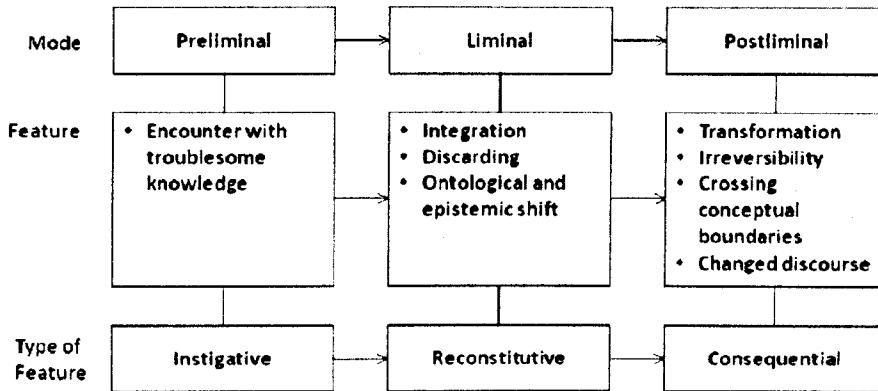 Mode
Preliminal
Liminal
Postliminal
Feature
• Encounter with
troublesome
knowledge
• Integration
• Discarding
• Ontological and
epistemic shift
• Transformation
• Irreversibility
• Crossing
conceptual
boundaries
• Changed discourse
Type of
Feature
Instigative
Reconstitutive
Consequential